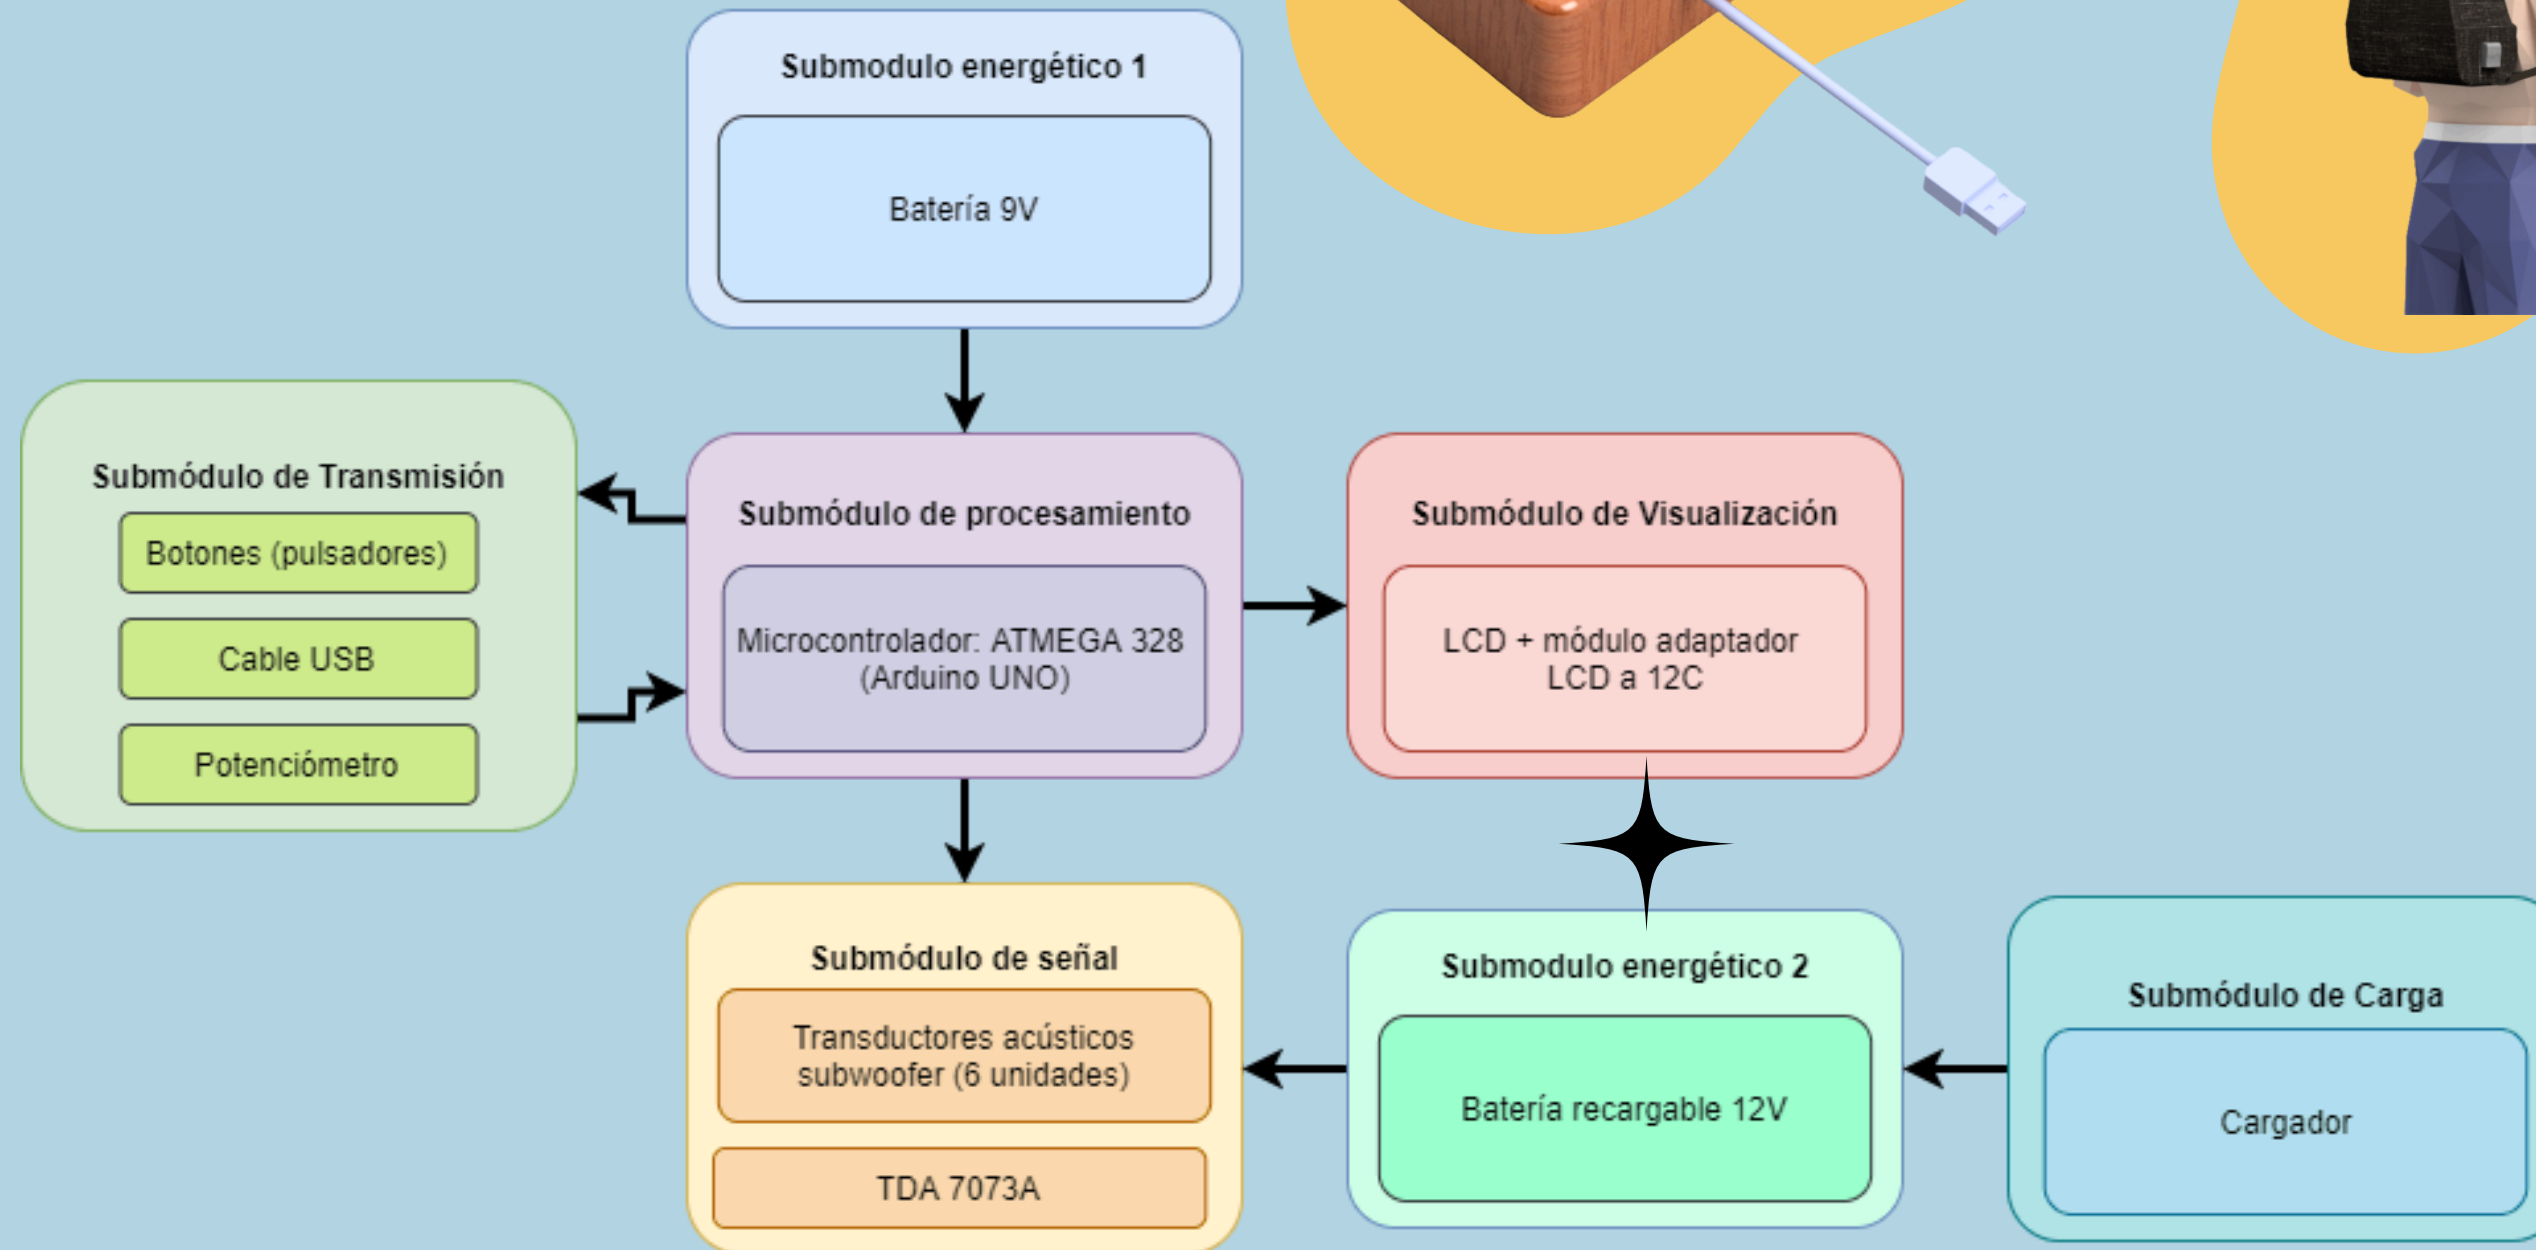 Submodulo energético 1
Batería 9V
Submódulo de Transmisión
Botones (pulsadores)
Cable USB
Potenciómetro
Submódulo de procesamiento
Microcontrolador: ATMEGA 328
(Arduino UNO)
Submódulo de Visualización
LCD + módulo adaptador
LCD a 12C
Submódulo de señal
Transductores acústicos
subwoofer (6 unidades)
TDA 7073A
Submodulo energético 2
Batería recargable 12V
Submódulo de Carga
Cargador